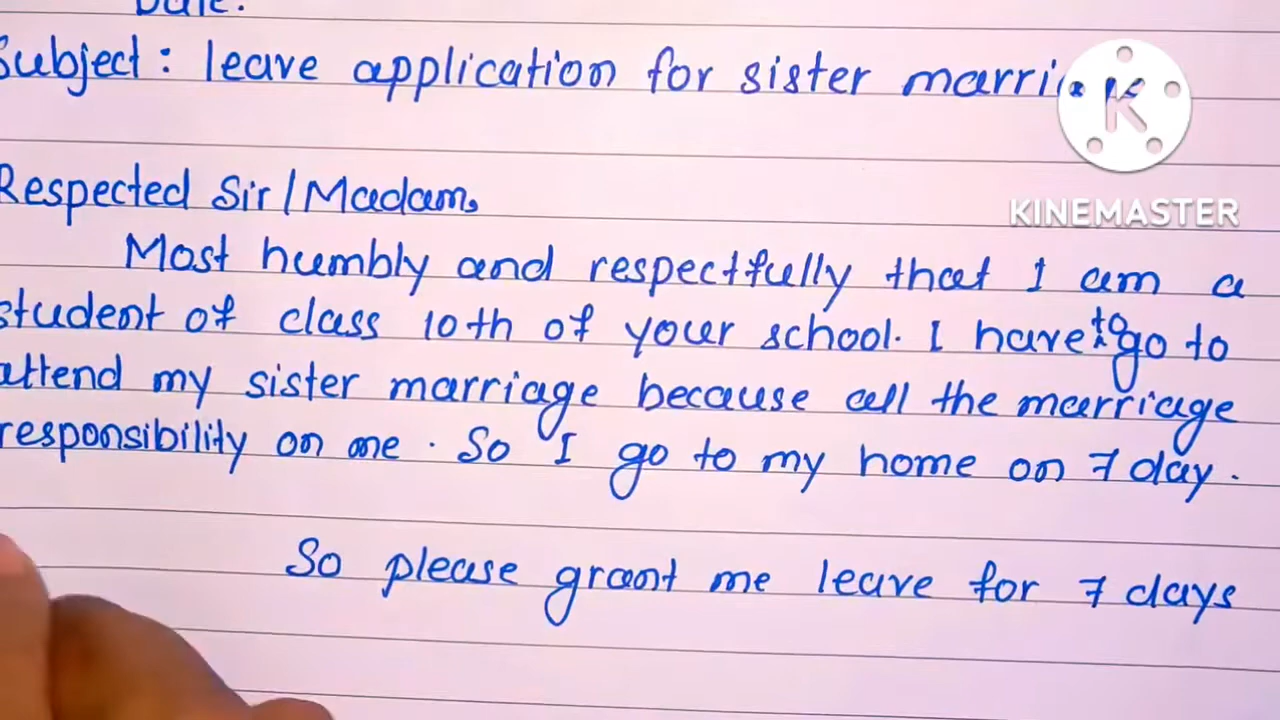 Date:
Subject: leave application for sister
KINEMASTER
Respected Sir/Madam,
Most humbly and respectfully that I am a
student of class 10th of your school. I have to go to
attend my sister marriage because all the marriage
responsibility on me. So I go to my home on 7 day.
So please grant me leave for 7 days